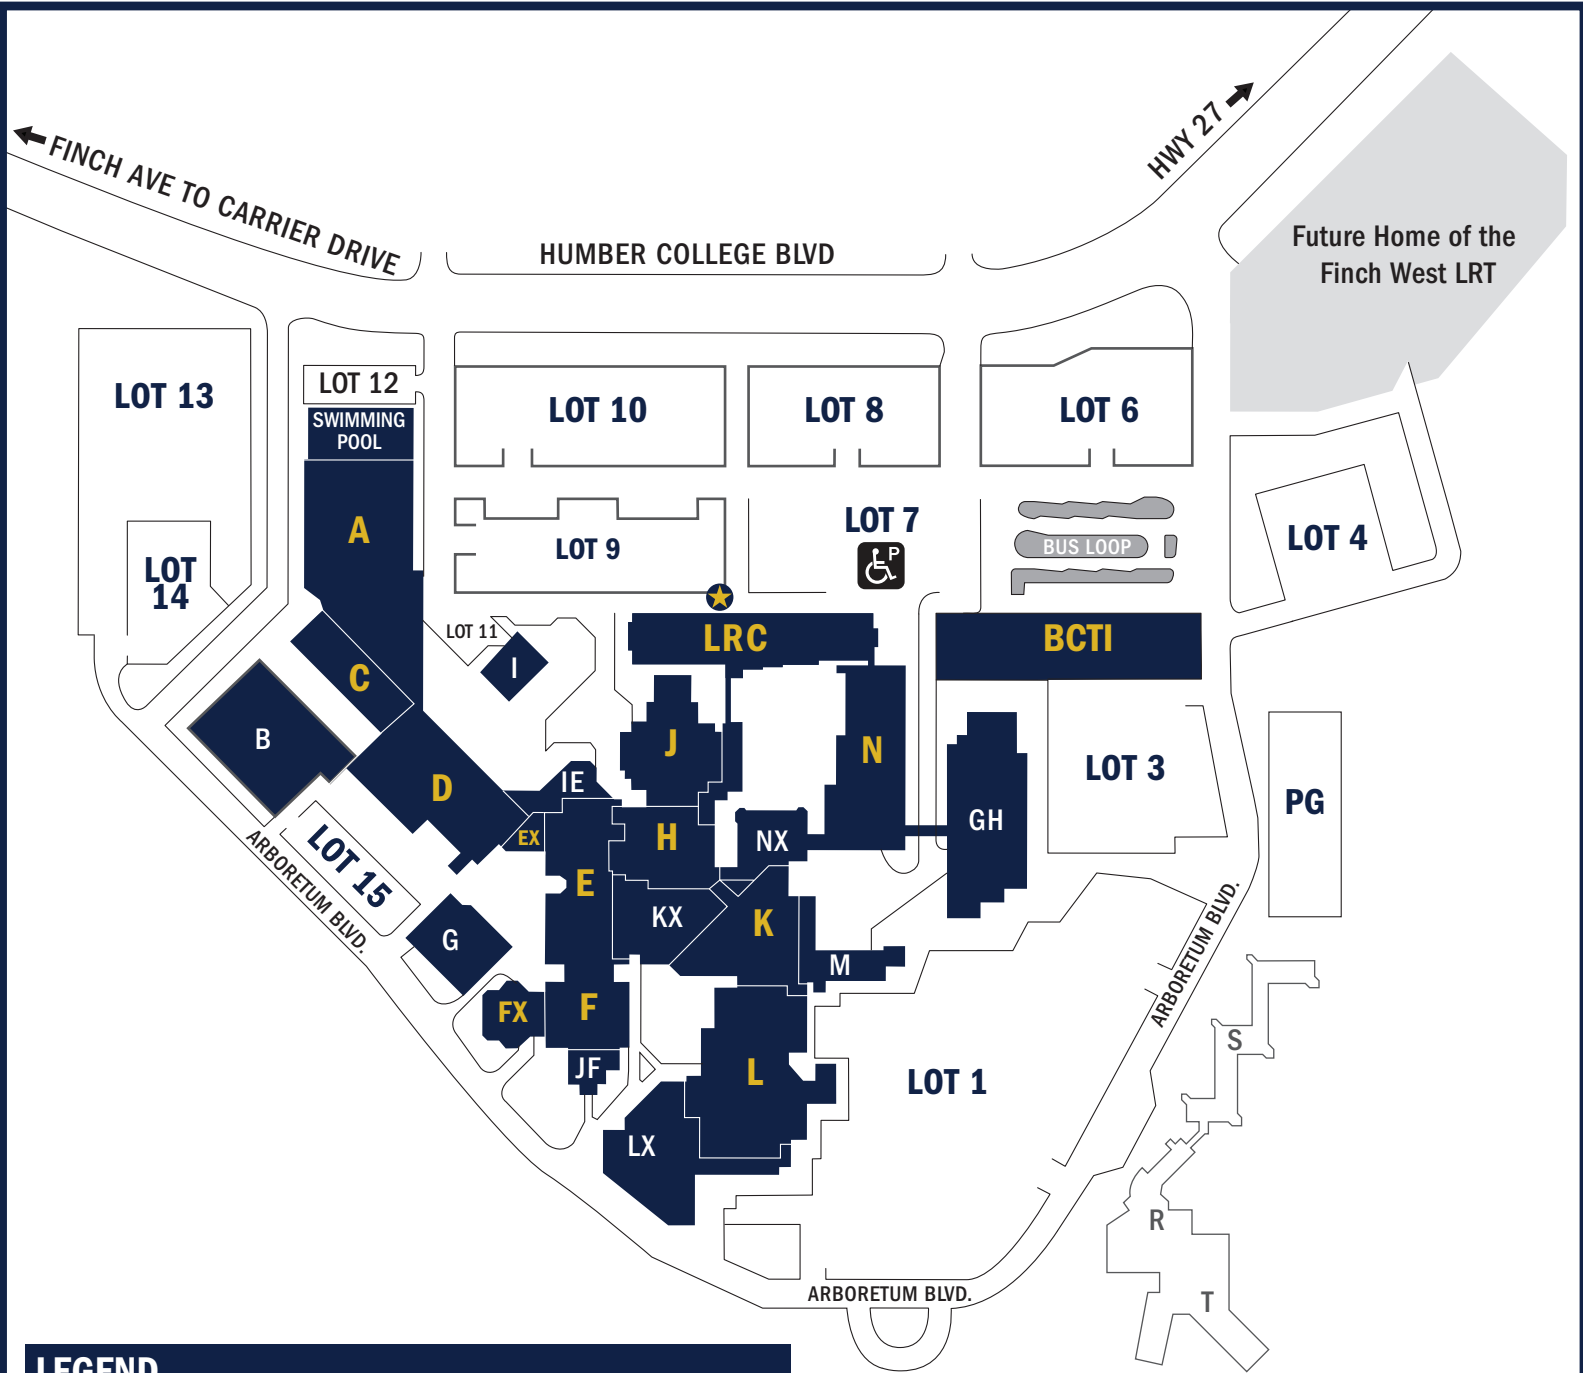 HWY 27
FINCH AVE TO CARRIER DRIVE
HUMBER COLLEGE BLVD
Future Home of the
Finch West LRT
LOT 13
LOT 12
LOT 10
LOT 8
LOT 6
SWIMMING
POOL
A
LOT 9
LOT 7
P
BUS LOOP
LOT 4
LOT
14
LOT 11
I
LRC
BCTI
C
B
J
N
D
IE
LOT 3
PG
EX
H
NX
GH
LOT 15
ARBORETUM BLVD.
E
KX
K
G
M
ARBORETUM BLVD.
FX
F
S
JF
L
LOT 1
LX
R
T
ARBORETUM BLVD.
LEGEND